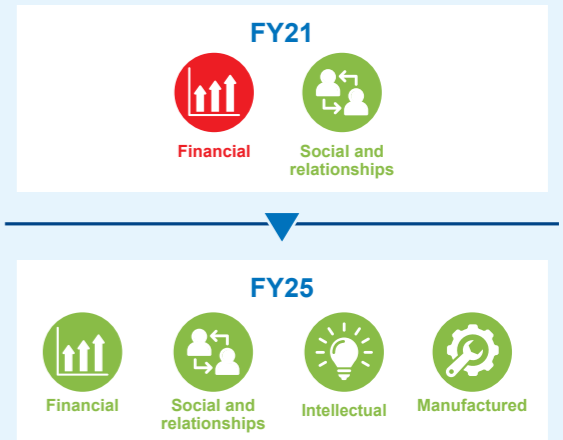 FY21
Financial
Social and
relationships
FY25
Financial
Social and
relationships
Intellectual
Manufactured